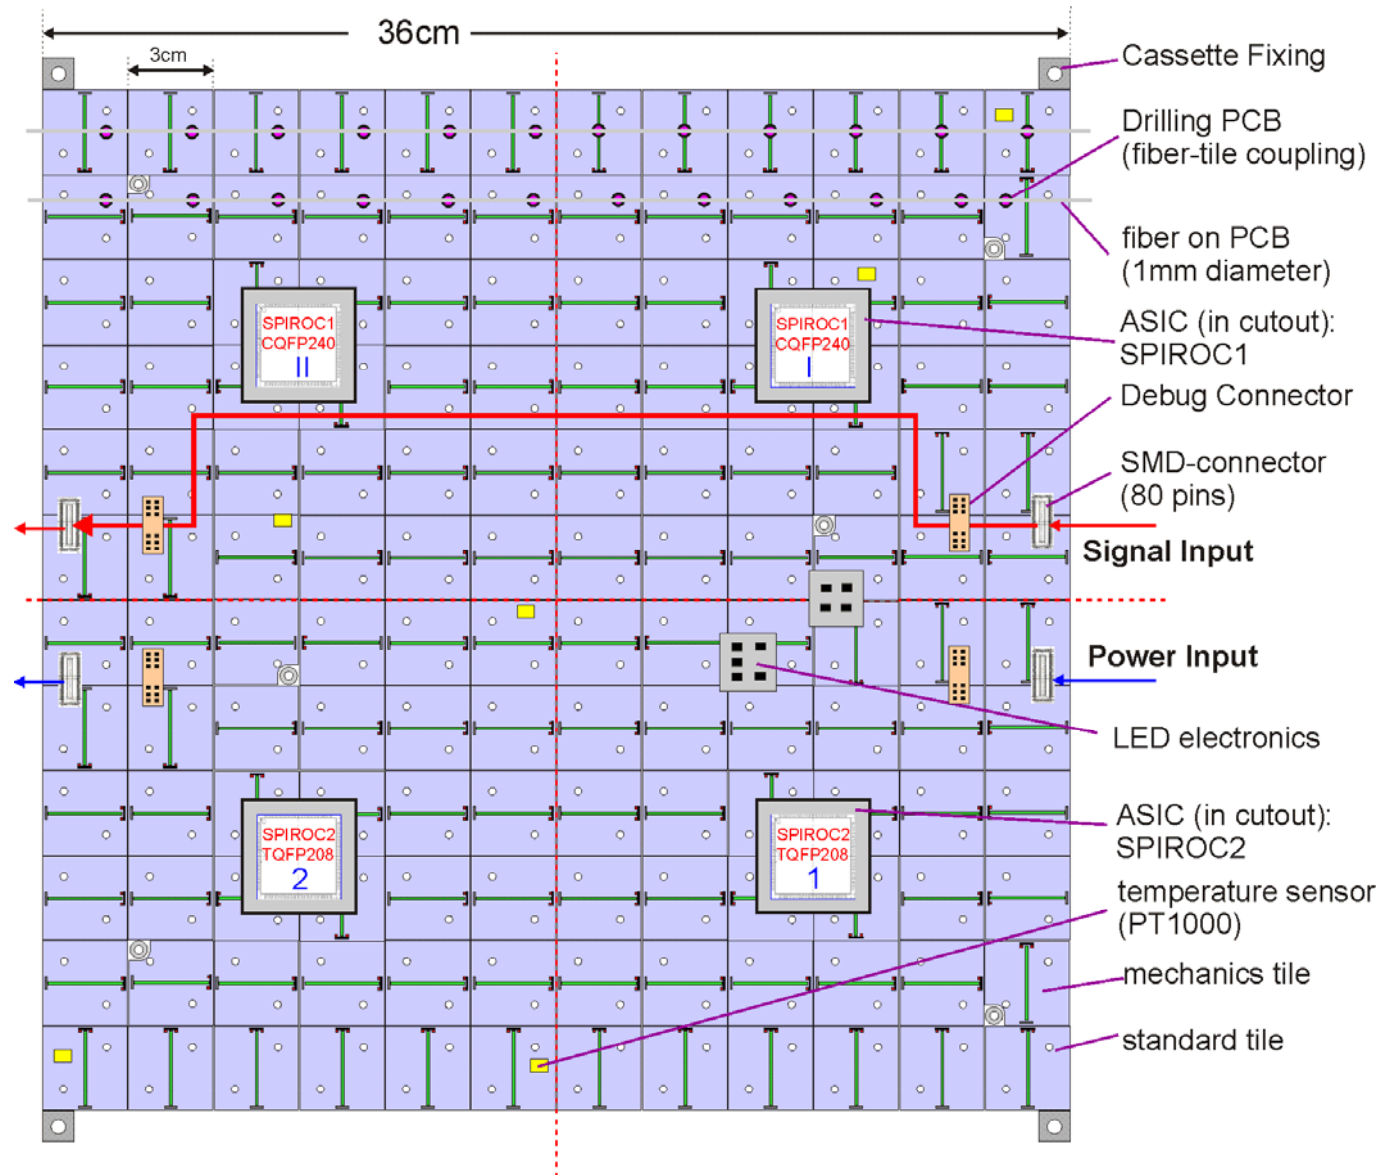 36cm
3cm
Cassette Fixing
Drilling PCB
(fiber-tile coupling)
fiber on PCB
(1mm diameter)
ASIC (in cutout):
SPIROC1
SPIROC1
CQFP240
II
SPIROC1
CQFP240
I
Debug Connector
SMD-connector
(80 pins)
Signal Input
Power Input
LED electronics
ASIC (in cutout):
SPIROC2
SPIROC2
TQFP208
2
SPIROC2
TQFP208
1
temperature sensor
(PT1000)
mechanics tile
standard tile